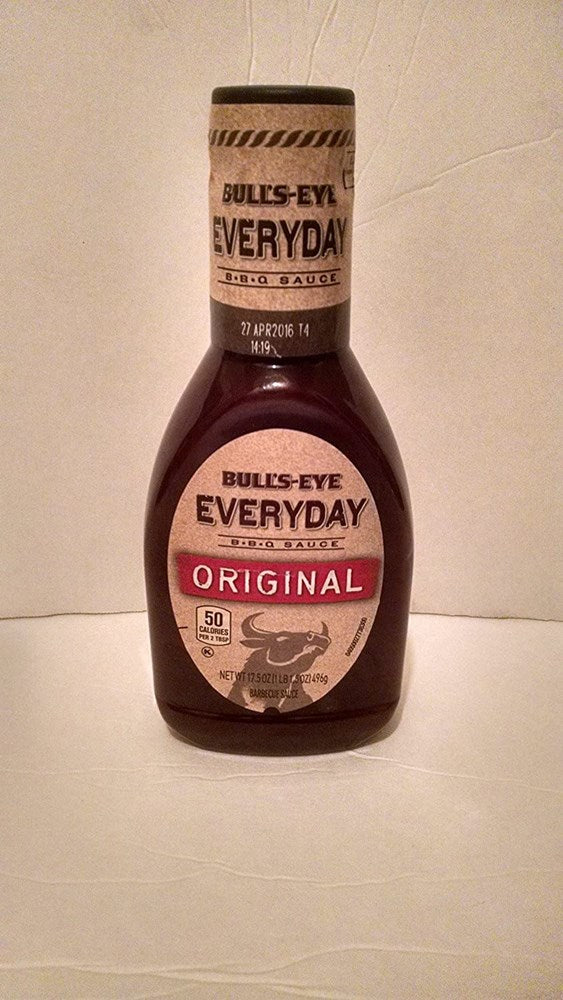 BULL'S-EYE
EVERYDAY
B•B•Q SAUCE
27 APR2016 T4
14:19
BULL'S-EYE
EVERYDAY
B•B•Q SAUCE
ORIGINAL
50
CALORIES
PER 2 TBSP
K
NET WT 17.5 OZ (1 LB 1.5 OZ) 496g
BARBECUE SAUCE